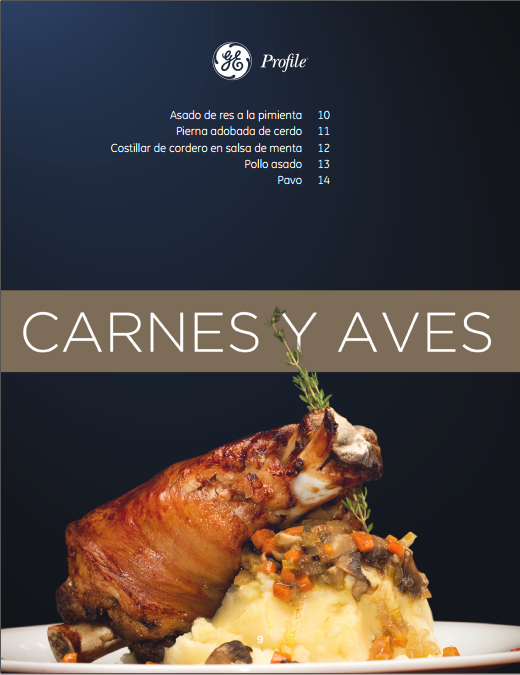 GE Profile
Asado de res a la pimienta 10
Pierna adobada de cerdo 11
Costillar de cordero en salsa de menta 12
Pollo asado 13
Pavo 14
CARNES Y AVES
9